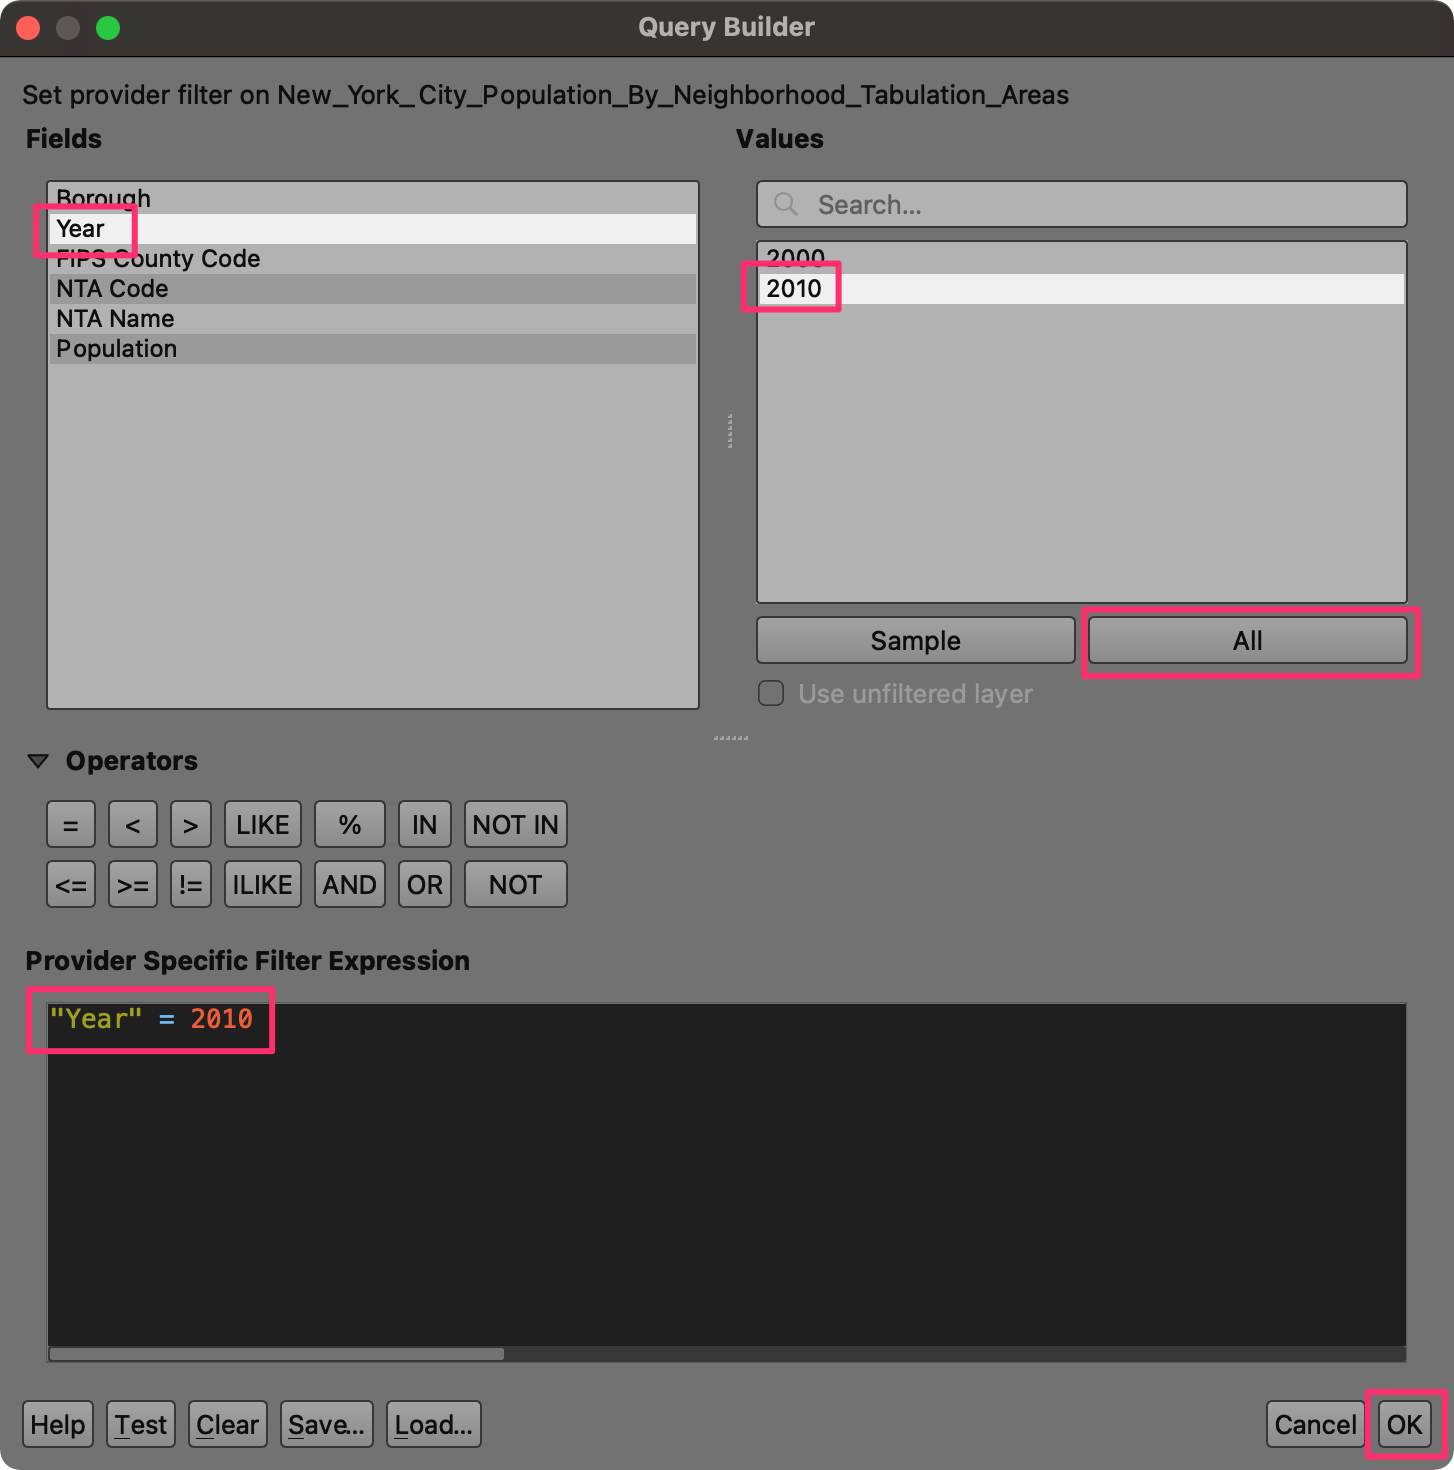 Query Builder
Set provider filter on New_York_City_Population_By_Neighborhood_Tabulation_Areas
Fields
Values
Borough
Year
FIPS County Code
NTA Code
NTA Name
Population
Search...
2000
2010
Sample
All
Use unfiltered layer
Operators
= < > LIKE % IN NOT IN
<= >= != ILIKE AND OR NOT
Provider Specific Filter Expression
"Year" = 2010
Help Test Clear Save... Load... Cancel OK